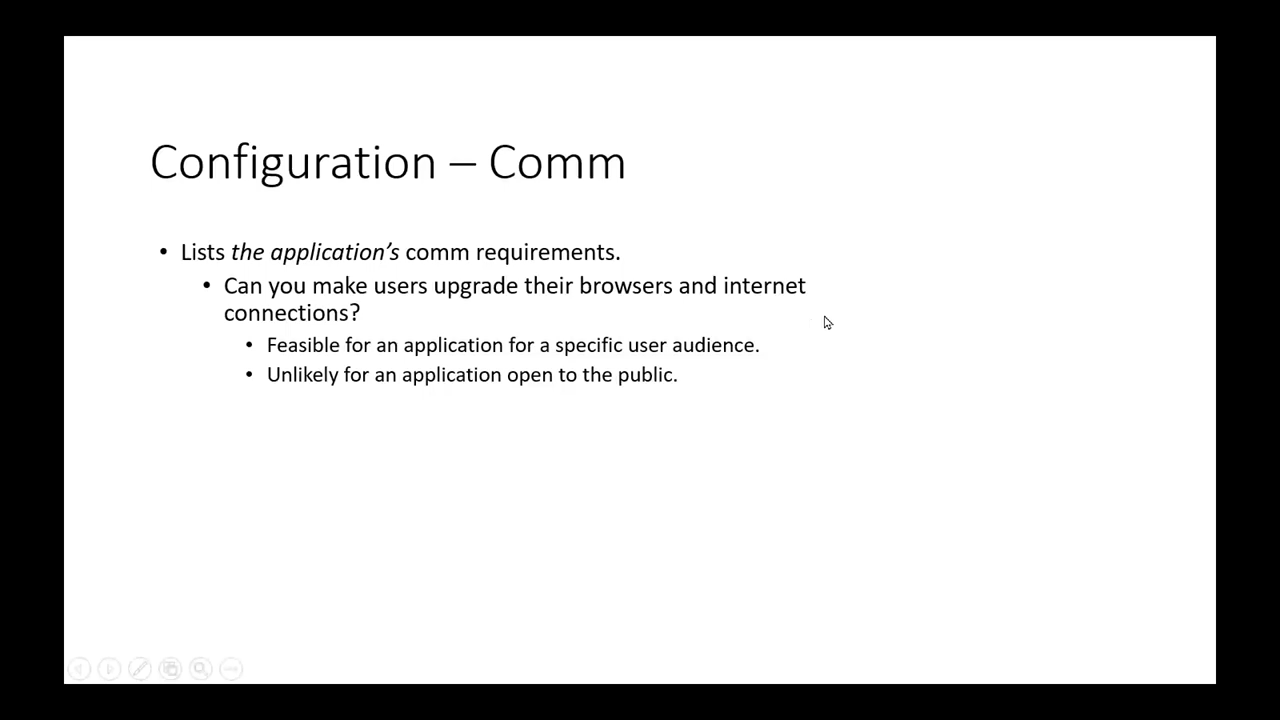 Configuration – Comm
• Lists the application’s comm requirements.
• Can you make users upgrade their browsers and internet
connections?
• Feasible for an application for a specific user audience.
• Unlikely for an application open to the public.